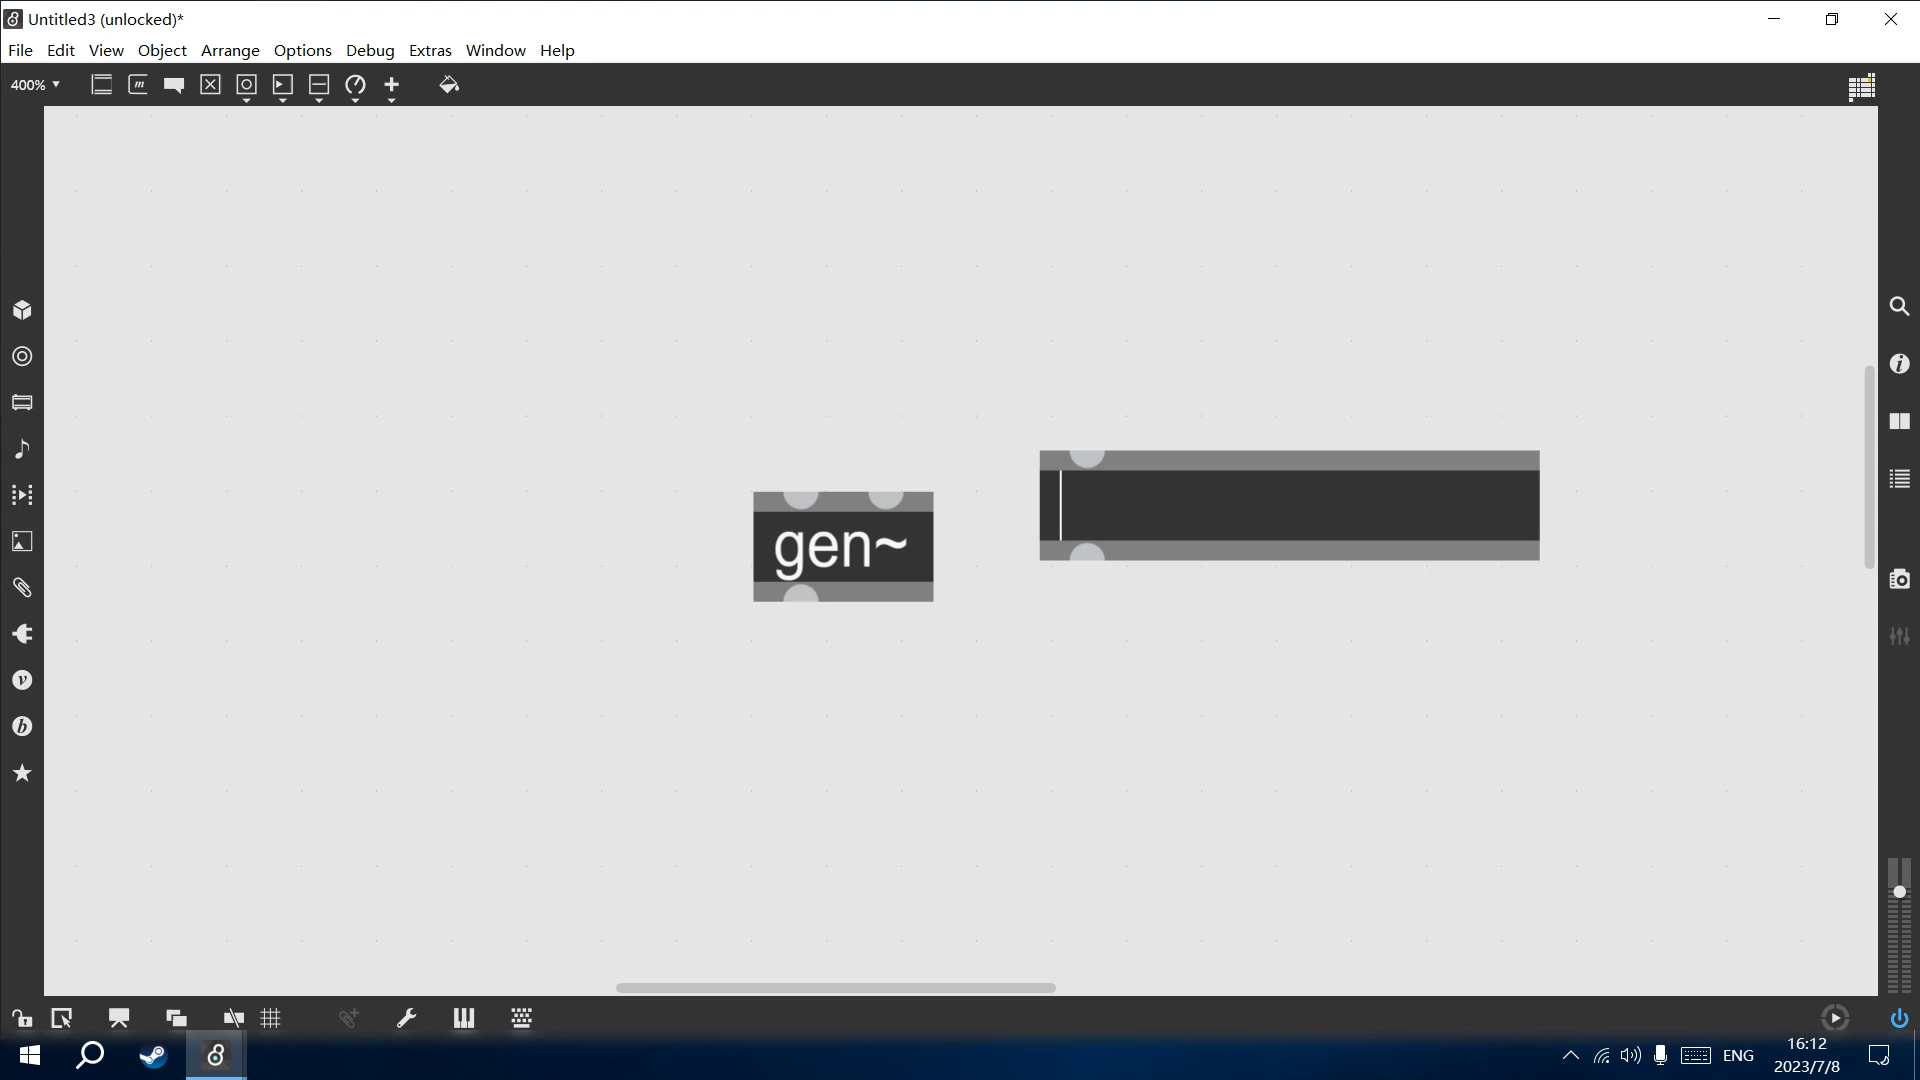 Untitled3 (unlocked)*
File Edit View Object Arrange Options Debug Extras Window Help
400%
gen~
16:12
ENG
2023/7/8